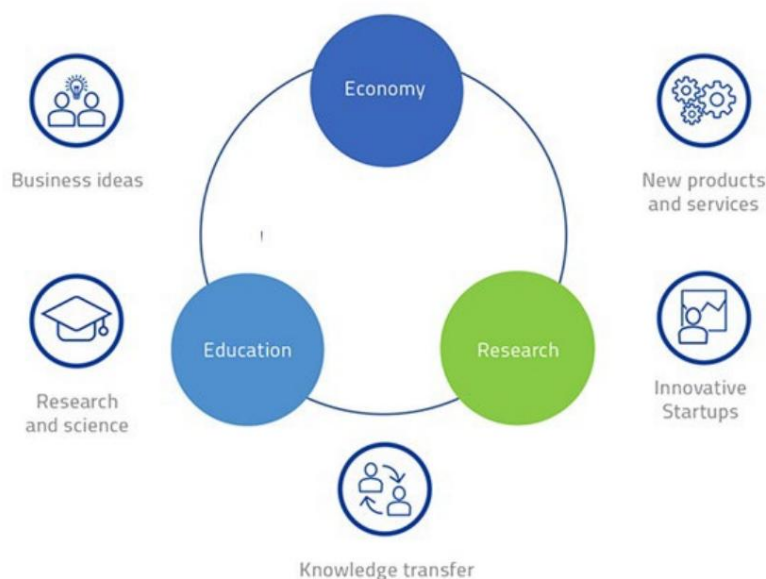 Economy
Business ideas
New products
and services
Education
Research
Research
and science
Innovative
Startups
Knowledge transfer